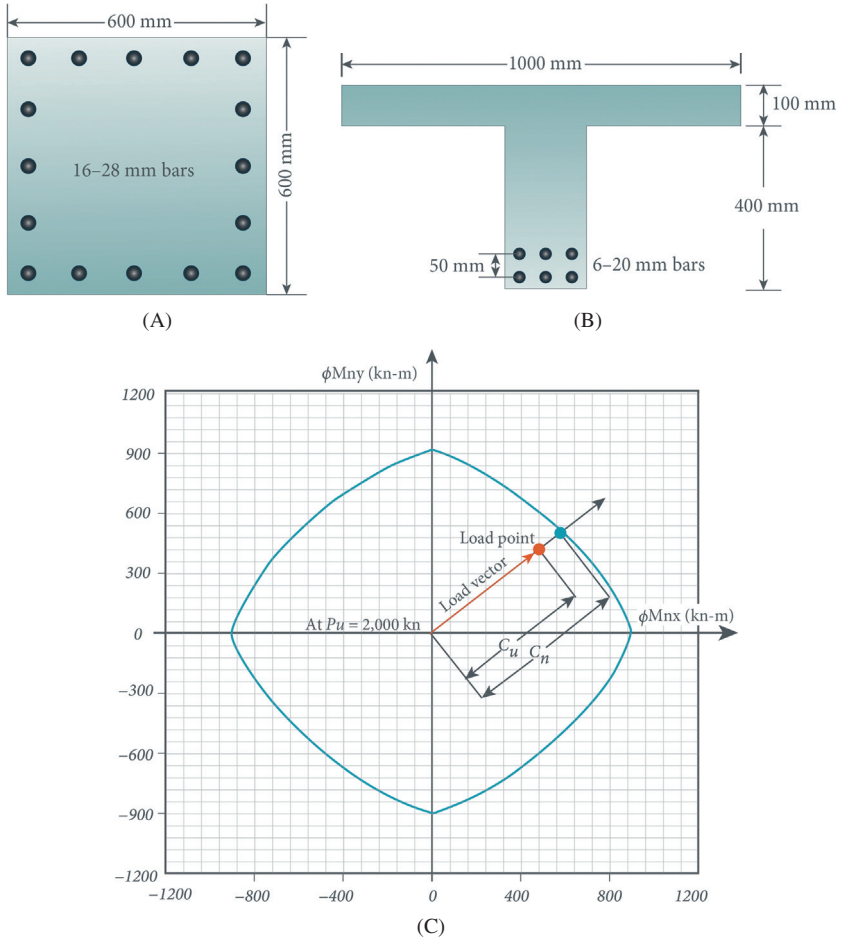 600 mm
600 mm
16–28 mm bars
(A)
1000 mm
100 mm
400 mm
50 mm
6–20 mm bars
(B)
ϕMny (kn-m)
1200
900
600
300
0
−300
−600
−900
−1200
Load point
Load vector
At Pu = 2,000 kn
ϕMnx (kn-m)
Cu
Cn
−1200
−800
−400
0
400
800
1200
(C)